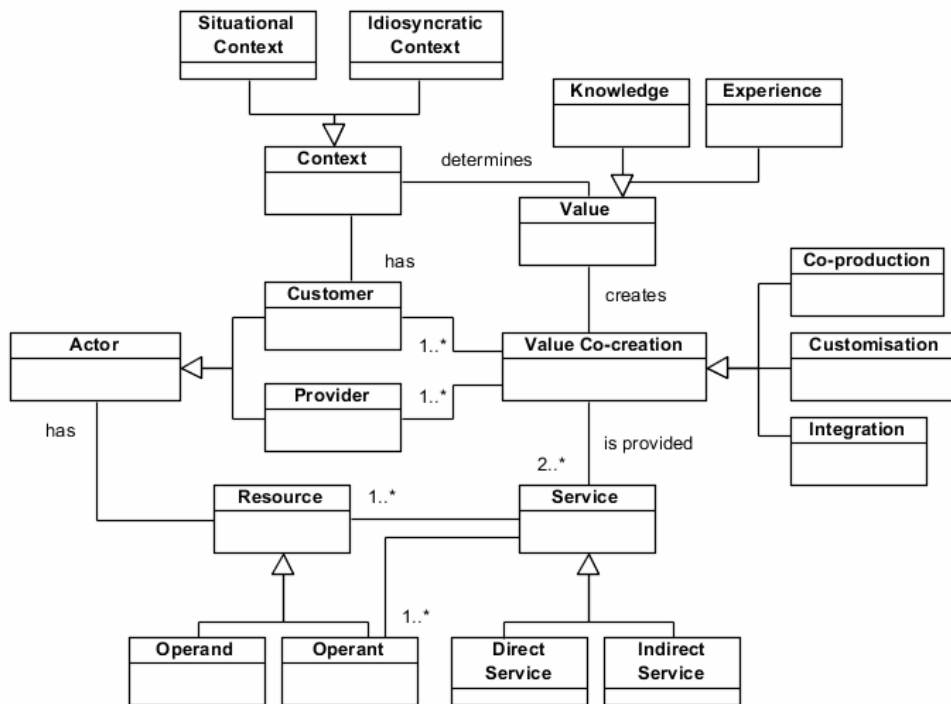 Situational
Context
Idiosyncratic
Context
Knowledge
Experience
Context
determines
Value
has
Co-production
Customer
creates
Actor
1..*
Value Co-creation
Customisation
Provider
1..*
has
is provided
Integration
2..*
Resource
1..*
Service
1..*
Operand
Operant
Direct
Service
Indirect
Service